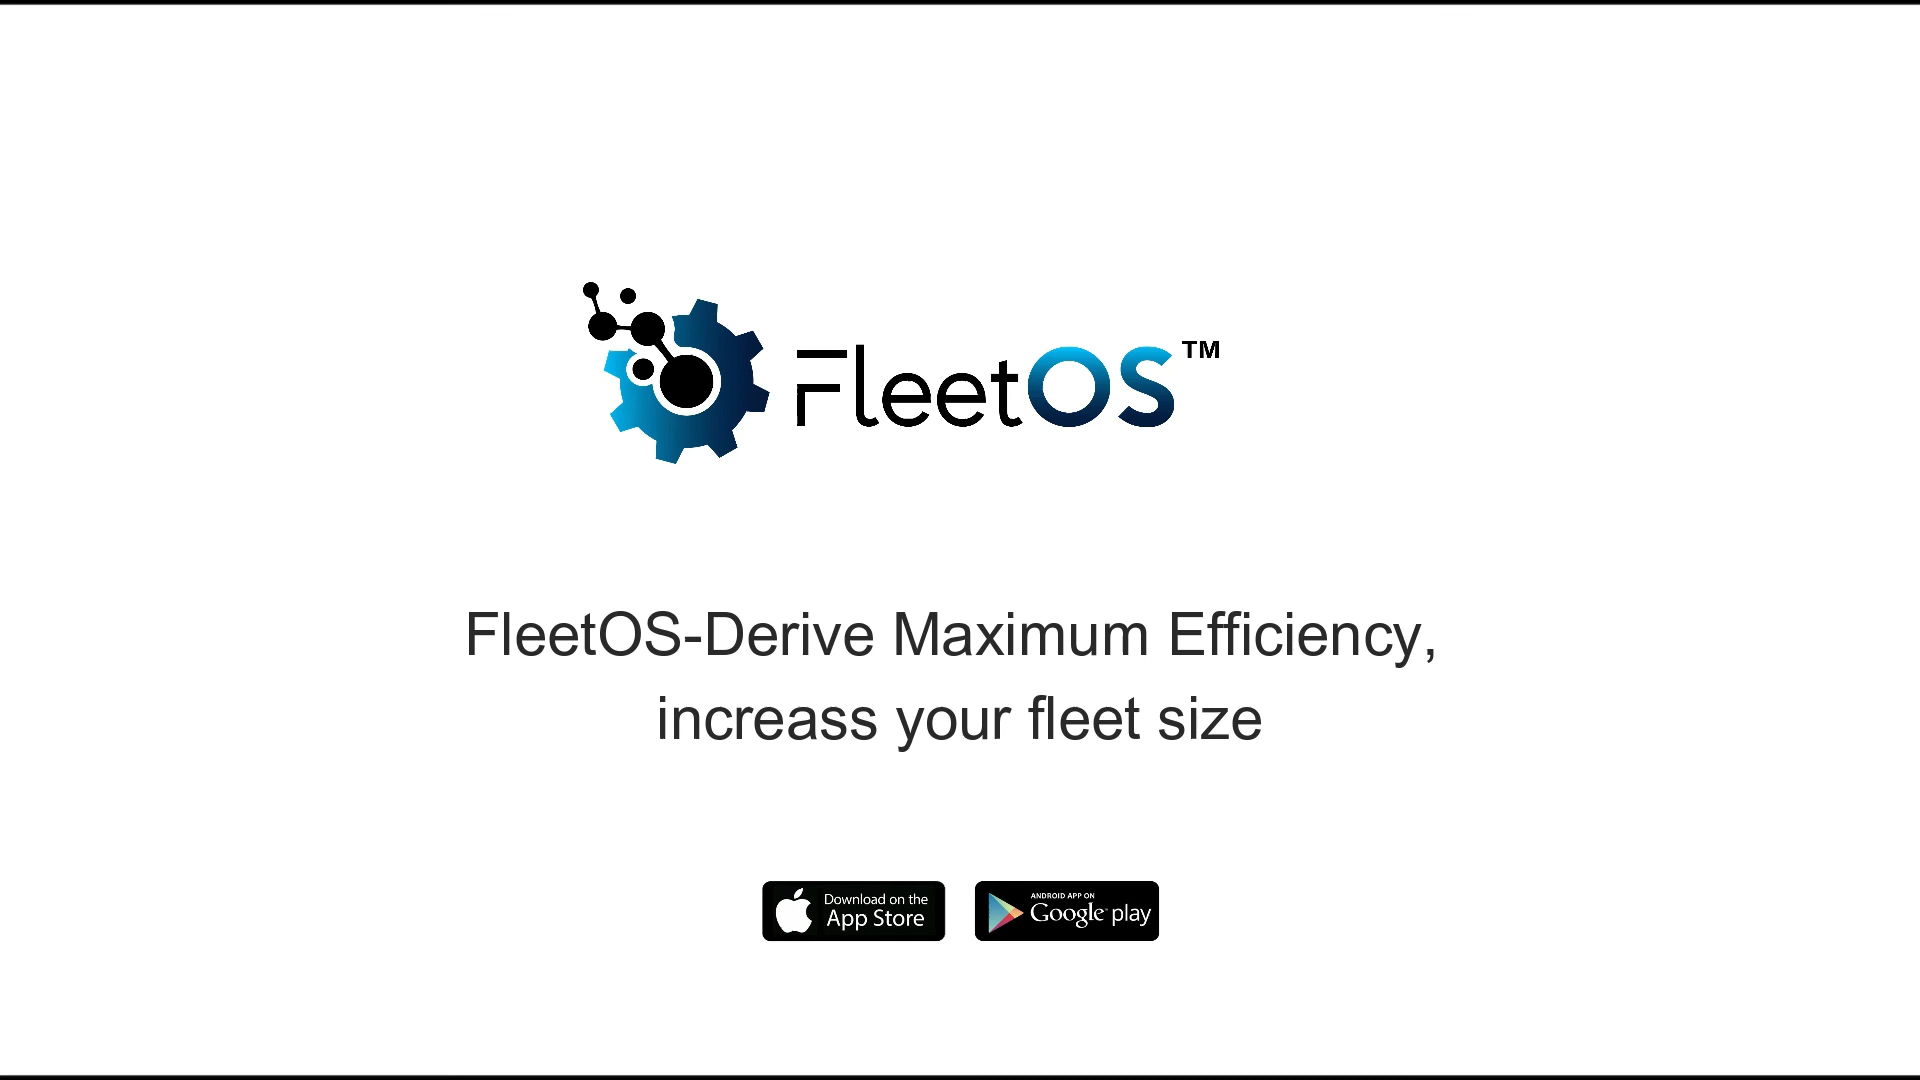 FleetOS™
FleetOS-Derive Maximum Efficiency,
increass your fleet size
Download on the
App Store
ANDROID APP ON
Google play